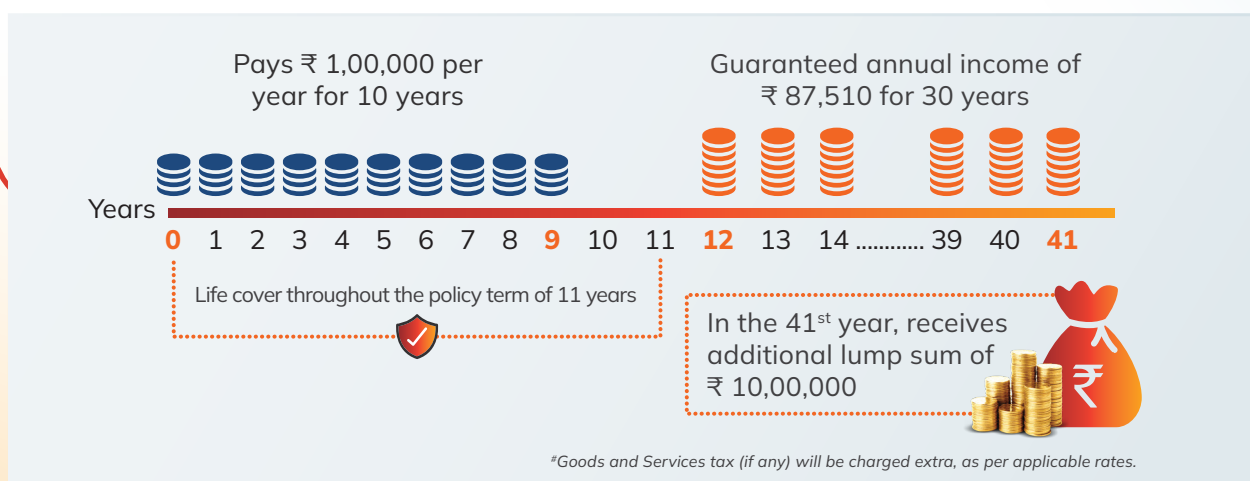 Pays ₹ 1,00,000 per
year for 10 years
Guaranteed annual income of
₹ 87,510 for 30 years
Years
0 1 2 3 4 5 6 7 8 9 10 11 12 13 14 ............ 39 40 41
Life cover throughout the policy term of 11 years
In the 41st year, receives
additional lump sum of
₹ 10,00,000
₹
#Goods and Services tax (if any) will be charged extra, as per applicable rates.